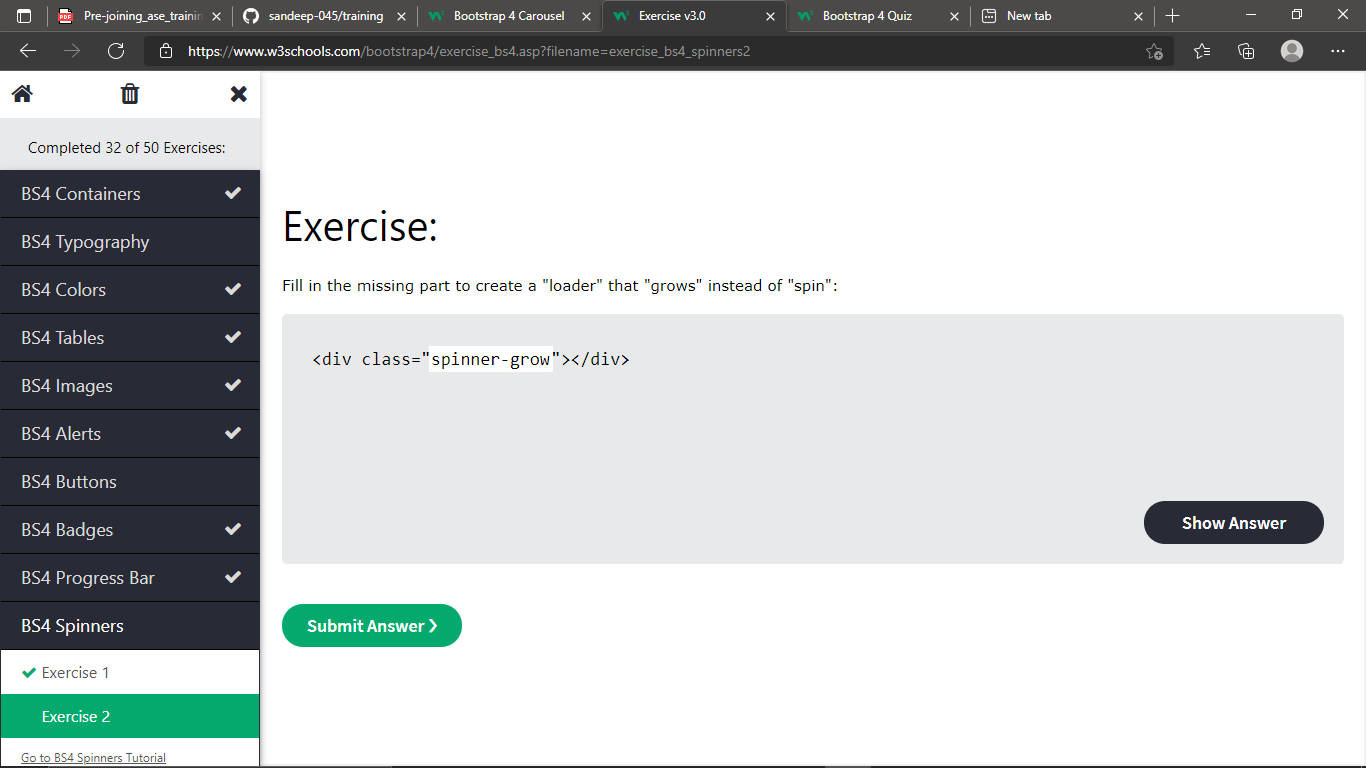 Pre-joining_ase_trainin
sandeep-045/training
Bootstrap 4 Carousel
Exercise v3.0
Bootstrap 4 Quiz
New tab
https://www.w3schools.com/bootstrap4/exercise_bs4.asp?filename=exercise_bs4_spinners2
Completed 32 of 50 Exercises:
BS4 Containers
BS4 Typography
BS4 Colors
BS4 Tables
BS4 Images
BS4 Alerts
BS4 Buttons
BS4 Badges
BS4 Progress Bar
BS4 Spinners
Exercise 1
Exercise 2
Go to BS4 Spinners Tutorial
Exercise:
Fill in the missing part to create a "loader" that "grows" instead of "spin":
<div class="spinner-grow"></div>
Show Answer
Submit Answer ❯